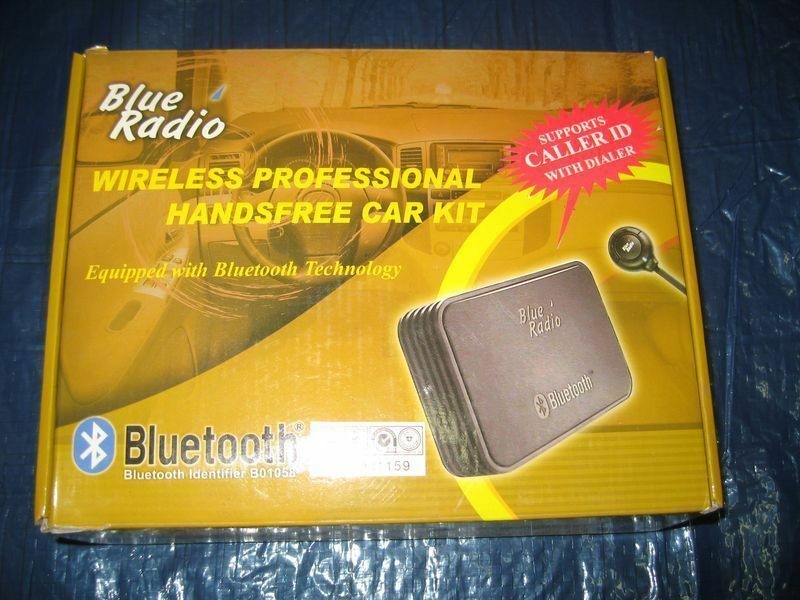 Blue
Radio
WIRELESS PROFESSIONAL
HANDSFREE CAR KIT
Equipped with Bluetooth Technology
SUPPORTS
CALLER ID
WITH DIALER
Blue
Radio
Bluetooth
Bluetooth®
Bluetooth Identifier B01058